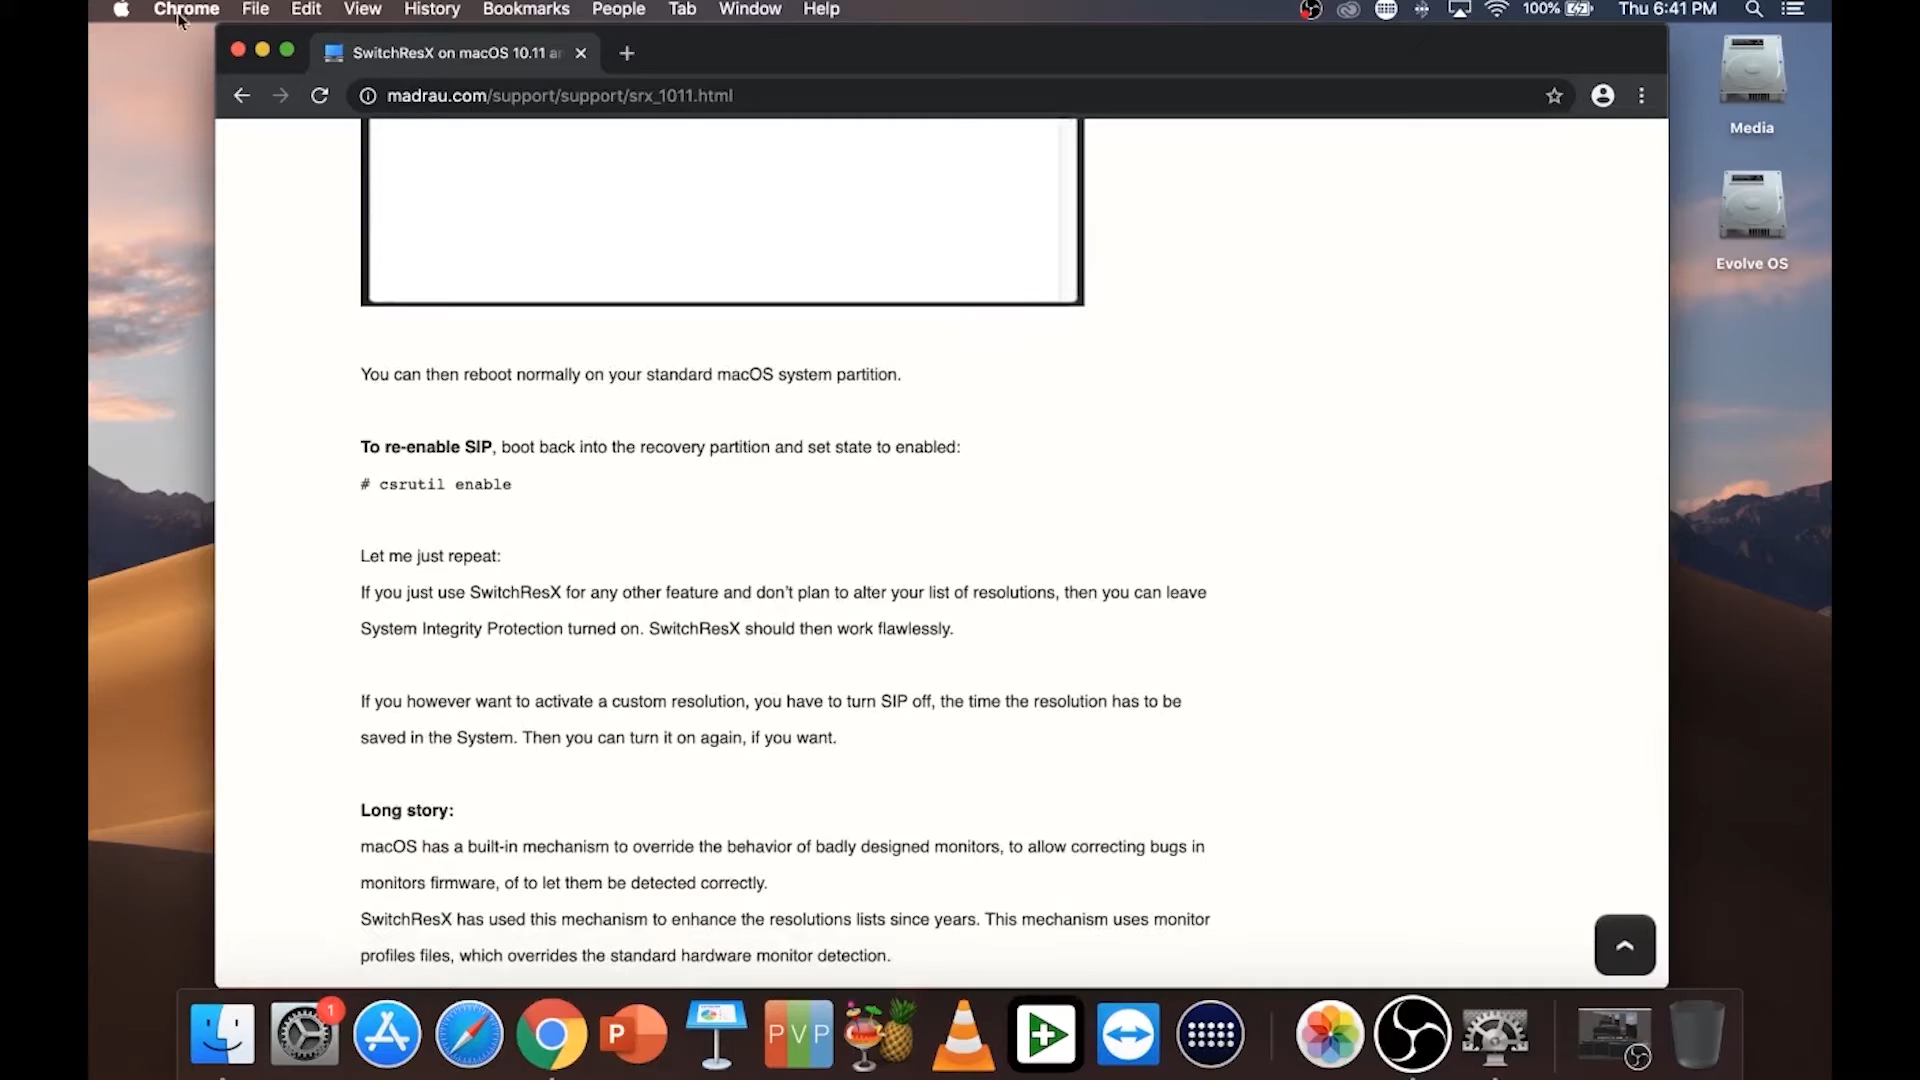 Chrome File Edit View History Bookmarks People Tab Window Help 100% Thu 6:41 PM
SwitchResX on macOS 10.11 a
madrau.com/support/support/srx_1011.html
Media
Evolve OS
You can then reboot normally on your standard macOS system partition.
To re-enable SIP, boot back into the recovery partition and set state to enabled:
# csrutil enable
Let me just repeat:
If you just use SwitchResX for any other feature and don't plan to alter your list of resolutions, then you can leave
System Integrity Protection turned on. SwitchResX should then work flawlessly.
If you however want to activate a custom resolution, you have to turn SIP off, the time the resolution has to be
saved in the System. Then you can turn it on again, if you want.
Long story:
macOS has a built-in mechanism to override the behavior of badly designed monitors, to allow correcting bugs in
monitors firmware, of to let them be detected correctly.
SwitchResX has used this mechanism to enhance the resolutions lists since years. This mechanism uses monitor
profiles files, which overrides the standard hardware monitor detection.
1
P
PVP